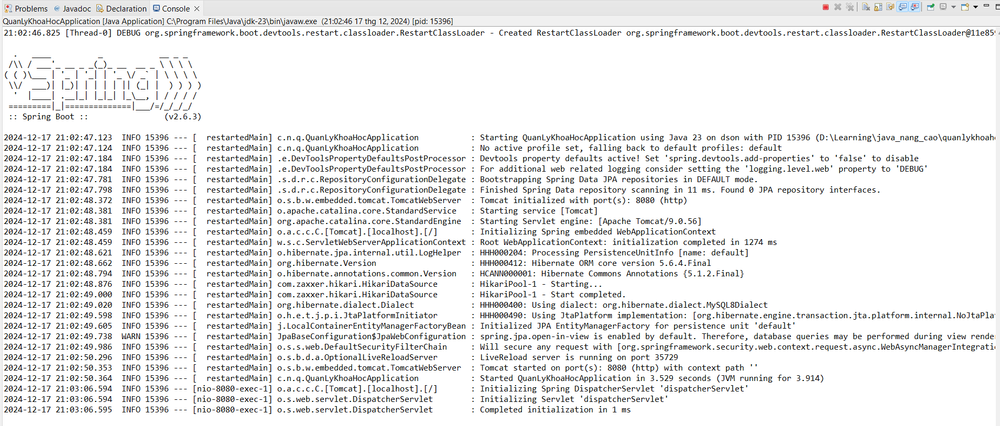 Problems @ Javadoc Declaration Console
QuanLyKhoaHocApplication [Java Application] C:\Program Files\Java\jdk-23\bin\javaw.exe  (21:02:46 17 thg 12, 2024) [pid: 15396]
21:02:46.825 [Thread-0] DEBUG org.springframework.boot.devtools.restart.classloader.RestartClassLoader - Created RestartClassLoader org.springframework.boot.devtools.restart.classloader.RestartClassLoader@11e859
  .   ____          _            __ _ _
 /\\ / ___'_ __ _ _(_)_ __  __ _ \ \ \ \
( ( )\___ | '_ | '_| | '_ \/ _` | \ \ \ \
 \\/  ___)| |_)| | | | | || (_| |  ) ) ) )
  '  |____| .__|_| |_|_| |_\__, | / / / /
 =========|_|==============|___/=/_/_/_/
 :: Spring Boot ::                (v2.6.3)
2024-12-17 21:02:47.123  INFO 15396 --- [  restartedMain] c.n.q.QuanLyKhoaHocApplication           : Starting QuanLyKhoaHocApplication using Java 23 on dson with PID 15396 (D:\Learning\java_nang_cao\quanlykhoaho
2024-12-17 21:02:47.124  INFO 15396 --- [  restartedMain] c.n.q.QuanLyKhoaHocApplication           : No active profile set, falling back to default profiles: default
2024-12-17 21:02:47.184  INFO 15396 --- [  restartedMain] .e.DevToolsPropertyDefaultsPostProcessor : Devtools property defaults active! Set 'spring.devtools.add-properties' to 'false' to disable
2024-12-17 21:02:47.184  INFO 15396 --- [  restartedMain] .e.DevToolsPropertyDefaultsPostProcessor : For additional web related logging consider setting the 'logging.level.web' property to 'DEBUG'
2024-12-17 21:02:47.781  INFO 15396 --- [  restartedMain] .s.d.r.c.RepositoryConfigurationDelegate : Bootstrapping Spring Data JPA repositories in DEFAULT mode.
2024-12-17 21:02:47.798  INFO 15396 --- [  restartedMain] .s.d.r.c.RepositoryConfigurationDelegate : Finished Spring Data repository scanning in 11 ms. Found 0 JPA repository interfaces.
2024-12-17 21:02:48.372  INFO 15396 --- [  restartedMain] o.s.b.w.embedded.tomcat.TomcatWebServer  : Tomcat initialized with port(s): 8080 (http)
2024-12-17 21:02:48.381  INFO 15396 --- [  restartedMain] o.apache.catalina.core.StandardService   : Starting service [Tomcat]
2024-12-17 21:02:48.381  INFO 15396 --- [  restartedMain] org.apache.catalina.core.StandardEngine  : Starting Servlet engine: [Apache Tomcat/9.0.56]
2024-12-17 21:02:48.459  INFO 15396 --- [  restartedMain] o.a.c.c.C.[Tomcat].[localhost].[/]       : Initializing Spring embedded WebApplicationContext
2024-12-17 21:02:48.459  INFO 15396 --- [  restartedMain] w.s.c.ServletWebServerApplicationContext : Root WebApplicationContext: initialization completed in 1274 ms
2024-12-17 21:02:48.621  INFO 15396 --- [  restartedMain] o.hibernate.jpa.internal.util.LogHelper  : HHH000204: Processing PersistenceUnitInfo [name: default]
2024-12-17 21:02:48.662  INFO 15396 --- [  restartedMain] org.hibernate.Version                    : HHH000412: Hibernate ORM core version 5.6.4.Final
2024-12-17 21:02:48.794  INFO 15396 --- [  restartedMain] o.hibernate.annotations.common.Version   : HCANN000001: Hibernate Commons Annotations {5.1.2.Final}
2024-12-17 21:02:48.876  INFO 15396 --- [  restartedMain] com.zaxxer.hikari.HikariDataSource       : HikariPool-1 - Starting...
2024-12-17 21:02:49.000  INFO 15396 --- [  restartedMain] com.zaxxer.hikari.HikariDataSource       : HikariPool-1 - Start completed.
2024-12-17 21:02:49.020  INFO 15396 --- [  restartedMain] org.hibernate.dialect.Dialect            : HHH000400: Using dialect: org.hibernate.dialect.MySQL8Dialect
2024-12-17 21:02:49.598  INFO 15396 --- [  restartedMain] o.h.e.t.j.p.i.JtaPlatformInitiator       : HHH000490: Using JtaPlatform implementation: [org.hibernate.engine.transaction.jta.platform.internal.NoJtaPlat
2024-12-17 21:02:49.605  INFO 15396 --- [  restartedMain] j.LocalContainerEntityManagerFactoryBean : Initialized JPA EntityManagerFactory for persistence unit 'default'
2024-12-17 21:02:49.738  WARN 15396 --- [  restartedMain] JpaBaseConfiguration$JpaWebConfiguration : spring.jpa.open-in-view is enabled by default. Therefore, database queries may be performed during view render
2024-12-17 21:02:49.986  INFO 15396 --- [  restartedMain] o.s.s.web.DefaultSecurityFilterChain     : Will secure any request with [org.springframework.security.web.context.request.async.WebAsyncManagerIntegratio
2024-12-17 21:02:50.296  INFO 15396 --- [  restartedMain] o.s.b.d.a.OptionalLiveReloadServer       : LiveReload server is running on port 35729
2024-12-17 21:02:50.353  INFO 15396 --- [  restartedMain] o.s.b.w.embedded.tomcat.TomcatWebServer  : Tomcat started on port(s): 8080 (http) with context path ''
2024-12-17 21:02:50.364  INFO 15396 --- [  restartedMain] c.n.q.QuanLyKhoaHocApplication           : Started QuanLyKhoaHocApplication in 3.529 seconds (JVM running for 3.914)
2024-12-17 21:03:06.594  INFO 15396 --- [nio-8080-exec-1] o.a.c.c.C.[Tomcat].[localhost].[/]       : Initializing Spring DispatcherServlet 'dispatcherServlet'
2024-12-17 21:03:06.594  INFO 15396 --- [nio-8080-exec-1] o.s.web.servlet.DispatcherServlet        : Initializing Servlet 'dispatcherServlet'
2024-12-17 21:03:06.595  INFO 15396 --- [nio-8080-exec-1] o.s.web.servlet.DispatcherServlet        : Completed initialization in 1 ms